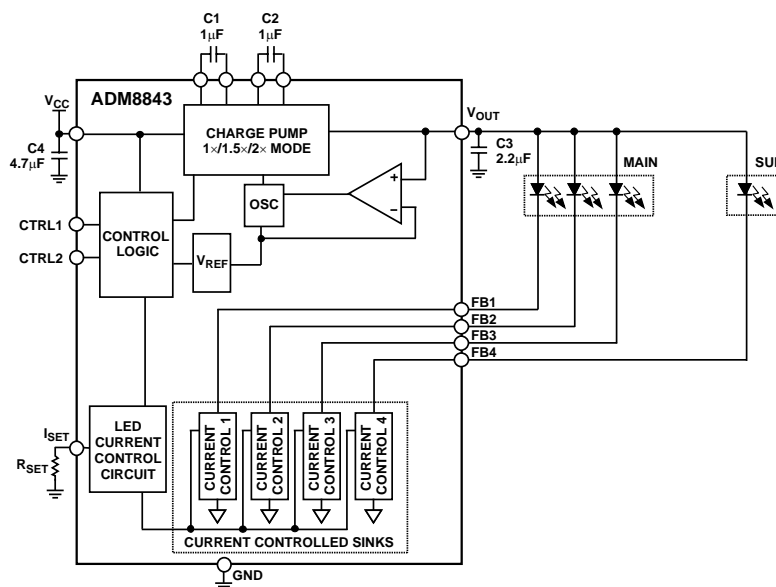 C1
1μF
C2
1μF
ADM8843
VCC
C4
4.7μF
CHARGE PUMP
1×/1.5×/2× MODE
VOUT
C3
2.2μF
MAIN
SU
OSC
+
–
CTRL1
CTRL2
CONTROL
LOGIC
VREF
FB1
FB2
FB3
FB4
ISET
RSET
LED
CURRENT
CONTROL
CIRCUIT
CURRENT
CONTROL 1
CURRENT
CONTROL 2
CURRENT
CONTROL 3
CURRENT
CONTROL 4
CURRENT CONTROLLED SINKS
GND